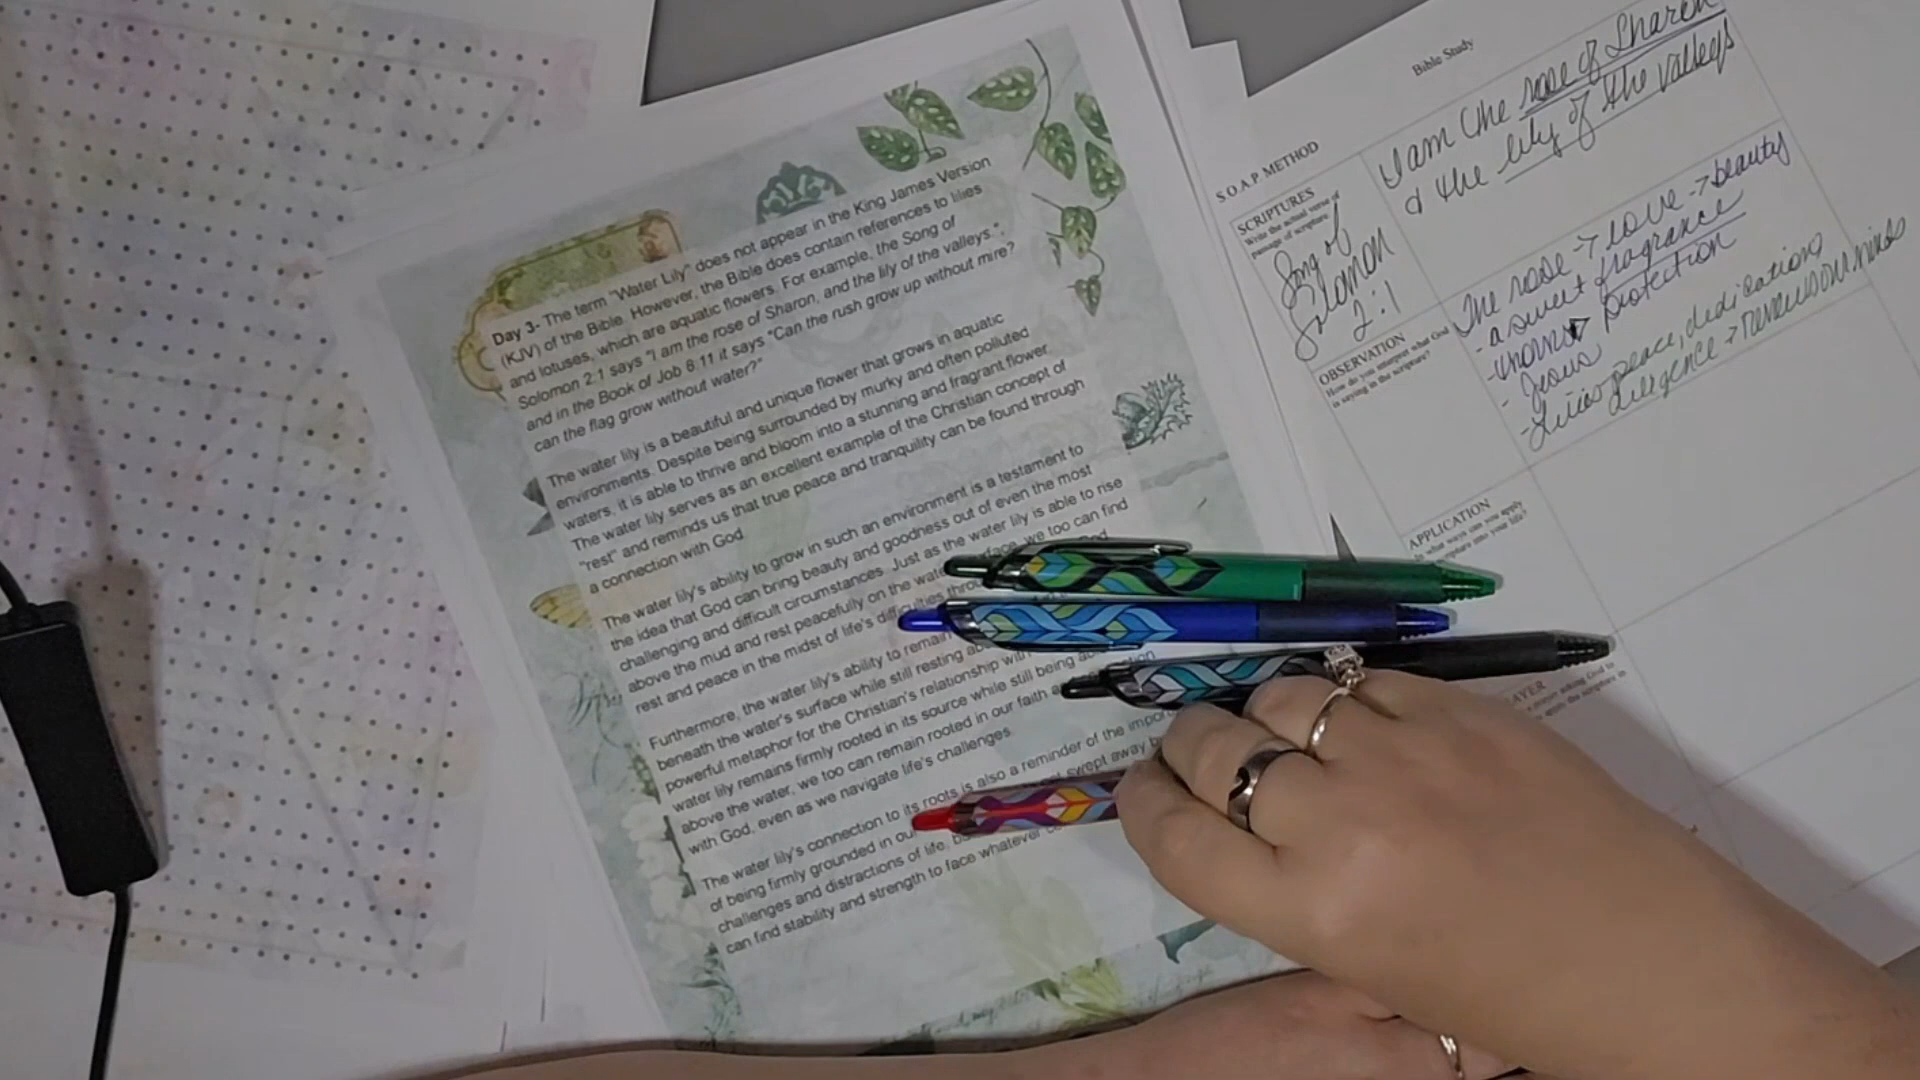 Day 3- The term "Water Lily" does not appear in the King James Version
(KJV) of the Bible. However, the Bible does contain references to lilies
and lotuses, which are aquatic flowers. For example, the Song of
Solomon 2:1 says "I am the rose of Sharon, and the lily of the valleys.",
and in the Book of Job 8:11 it says "Can the rush grow up without mire?
can the flag grow without water?"
The water lily is a beautiful and unique flower that grows in aquatic
environments. Despite being surrounded by murky and often polluted
waters, it is able to thrive and bloom into a stunning and fragrant flower.
The water lily serves as an excellent example of the Christian concept of
"rest" and reminds us that true peace and tranquility can be found through
a connection with God.
The water lily's ability to grow in such an environment is a testament to
the idea that God can bring beauty and goodness out of even the most
challenging and difficult circumstances. Just as the water lily is able to rise
above the mud and rest peacefully on the we too can find
rest and peace in the midst of life's difficulties
Furthermore, the water lily's ability to remain
beneath the water's surface while still resting
powerful metaphor for the Christian's relationship
water lily remains firmly rooted in its source while still being
above the water, we too can remain rooted in our faith
with God, even as we navigate life's challenges.
The water lily's connection to its roots is also a reminder of the
of being firmly grounded in swept away
challenges and distractions of life,
can find stability and strength to face whatever
Bible Study
S.O.A.P. METHOD
SCRIPTURES
Write the actual verse or
passage of scripture.
Song of
Solomon
2:1
I am the rose of Sharon
& the lily of the valleys
OBSERVATION
How do you interpret what God
is saying in the scripture?
The rose → love → beauty
- a sweet fragrance
- protection
- Jesus
peace, dedication,
diligence →
APPLICATION
In what ways can you apply
scripture into your life?